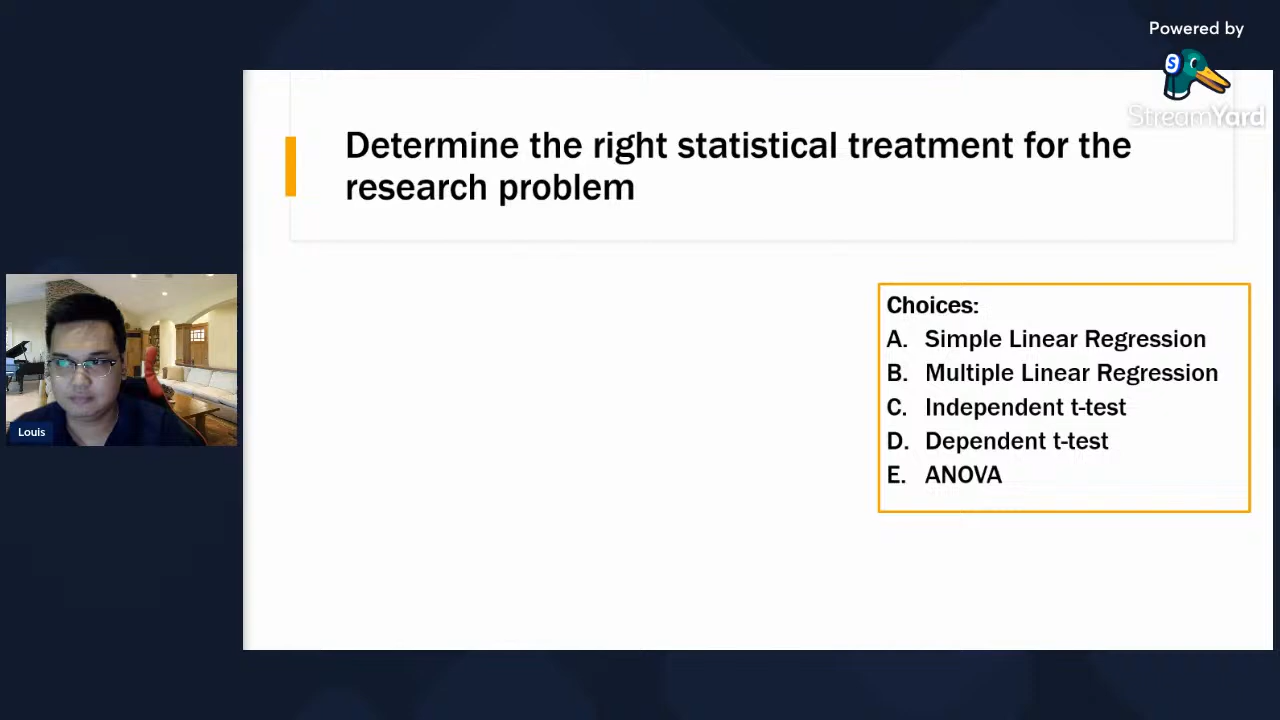 Powered by
S
StreamYard
Determine the right statistical treatment for the
research problem
Choices:
A. Simple Linear Regression
B. Multiple Linear Regression
C. Independent t-test
D. Dependent t-test
E. ANOVA
Louis